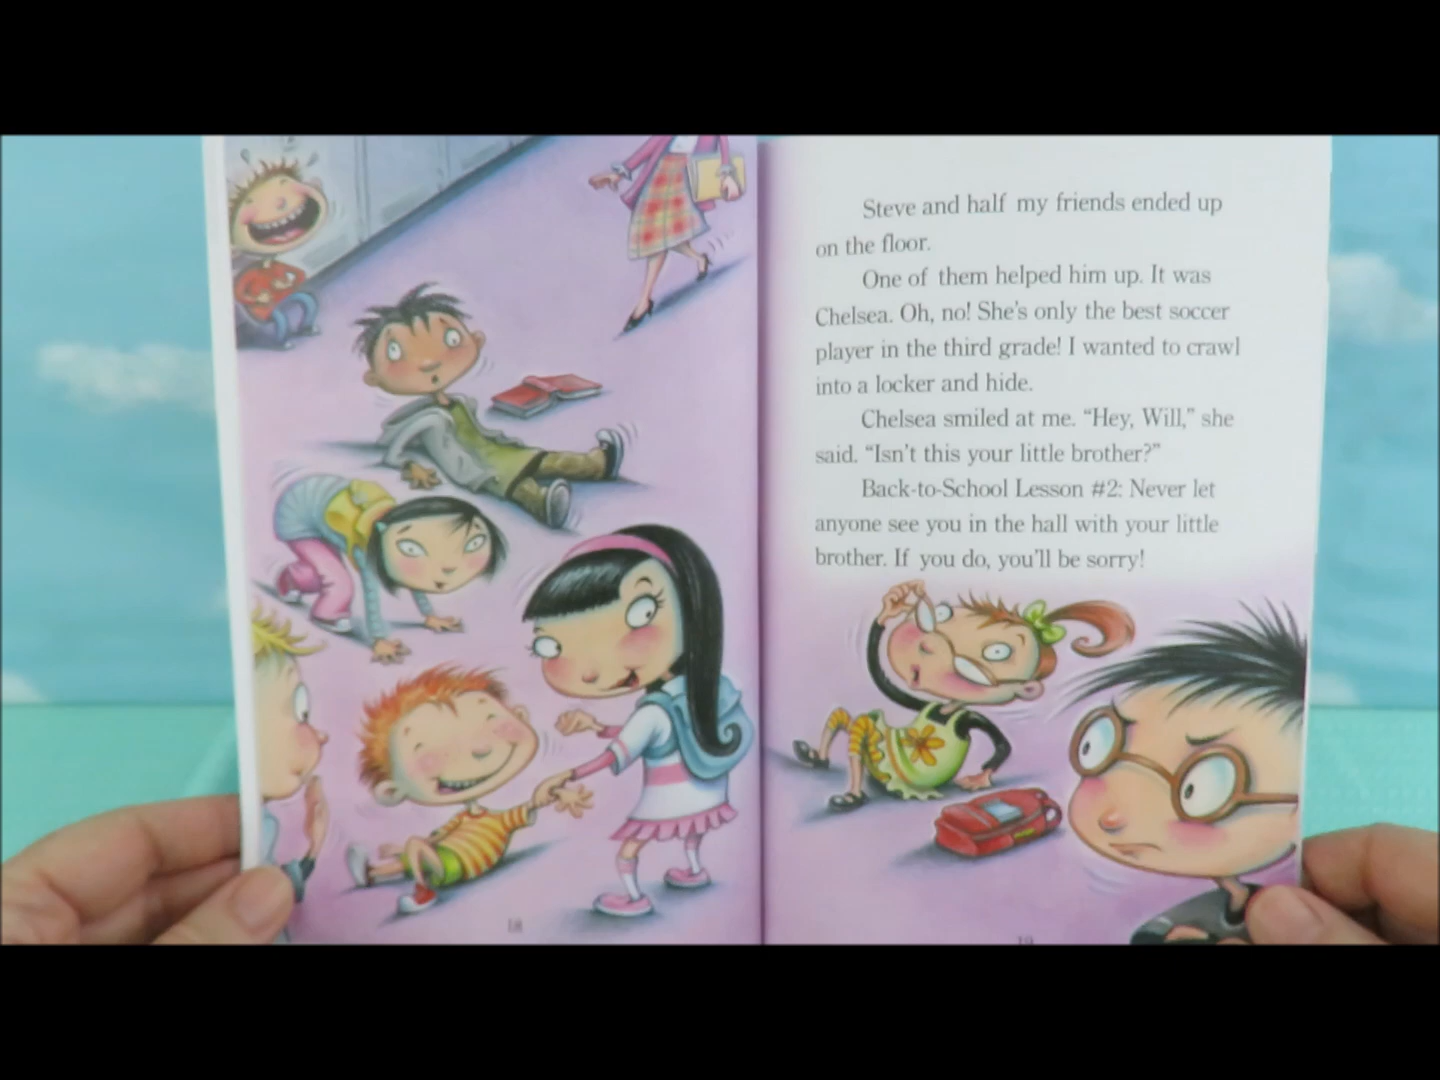 Steve and half my friends ended up
on the floor.
One of them helped him up. It was
Chelsea. Oh, no! She's only the best soccer
player in the third grade! I wanted to crawl
into a locker and hide.
Chelsea smiled at me. “Hey, Will,” she
said. “Isn't this your little brother?”
Back-to-School Lesson #2: Never let
anyone see you in the hall with your little
brother. If you do, you'll be sorry!
18
19